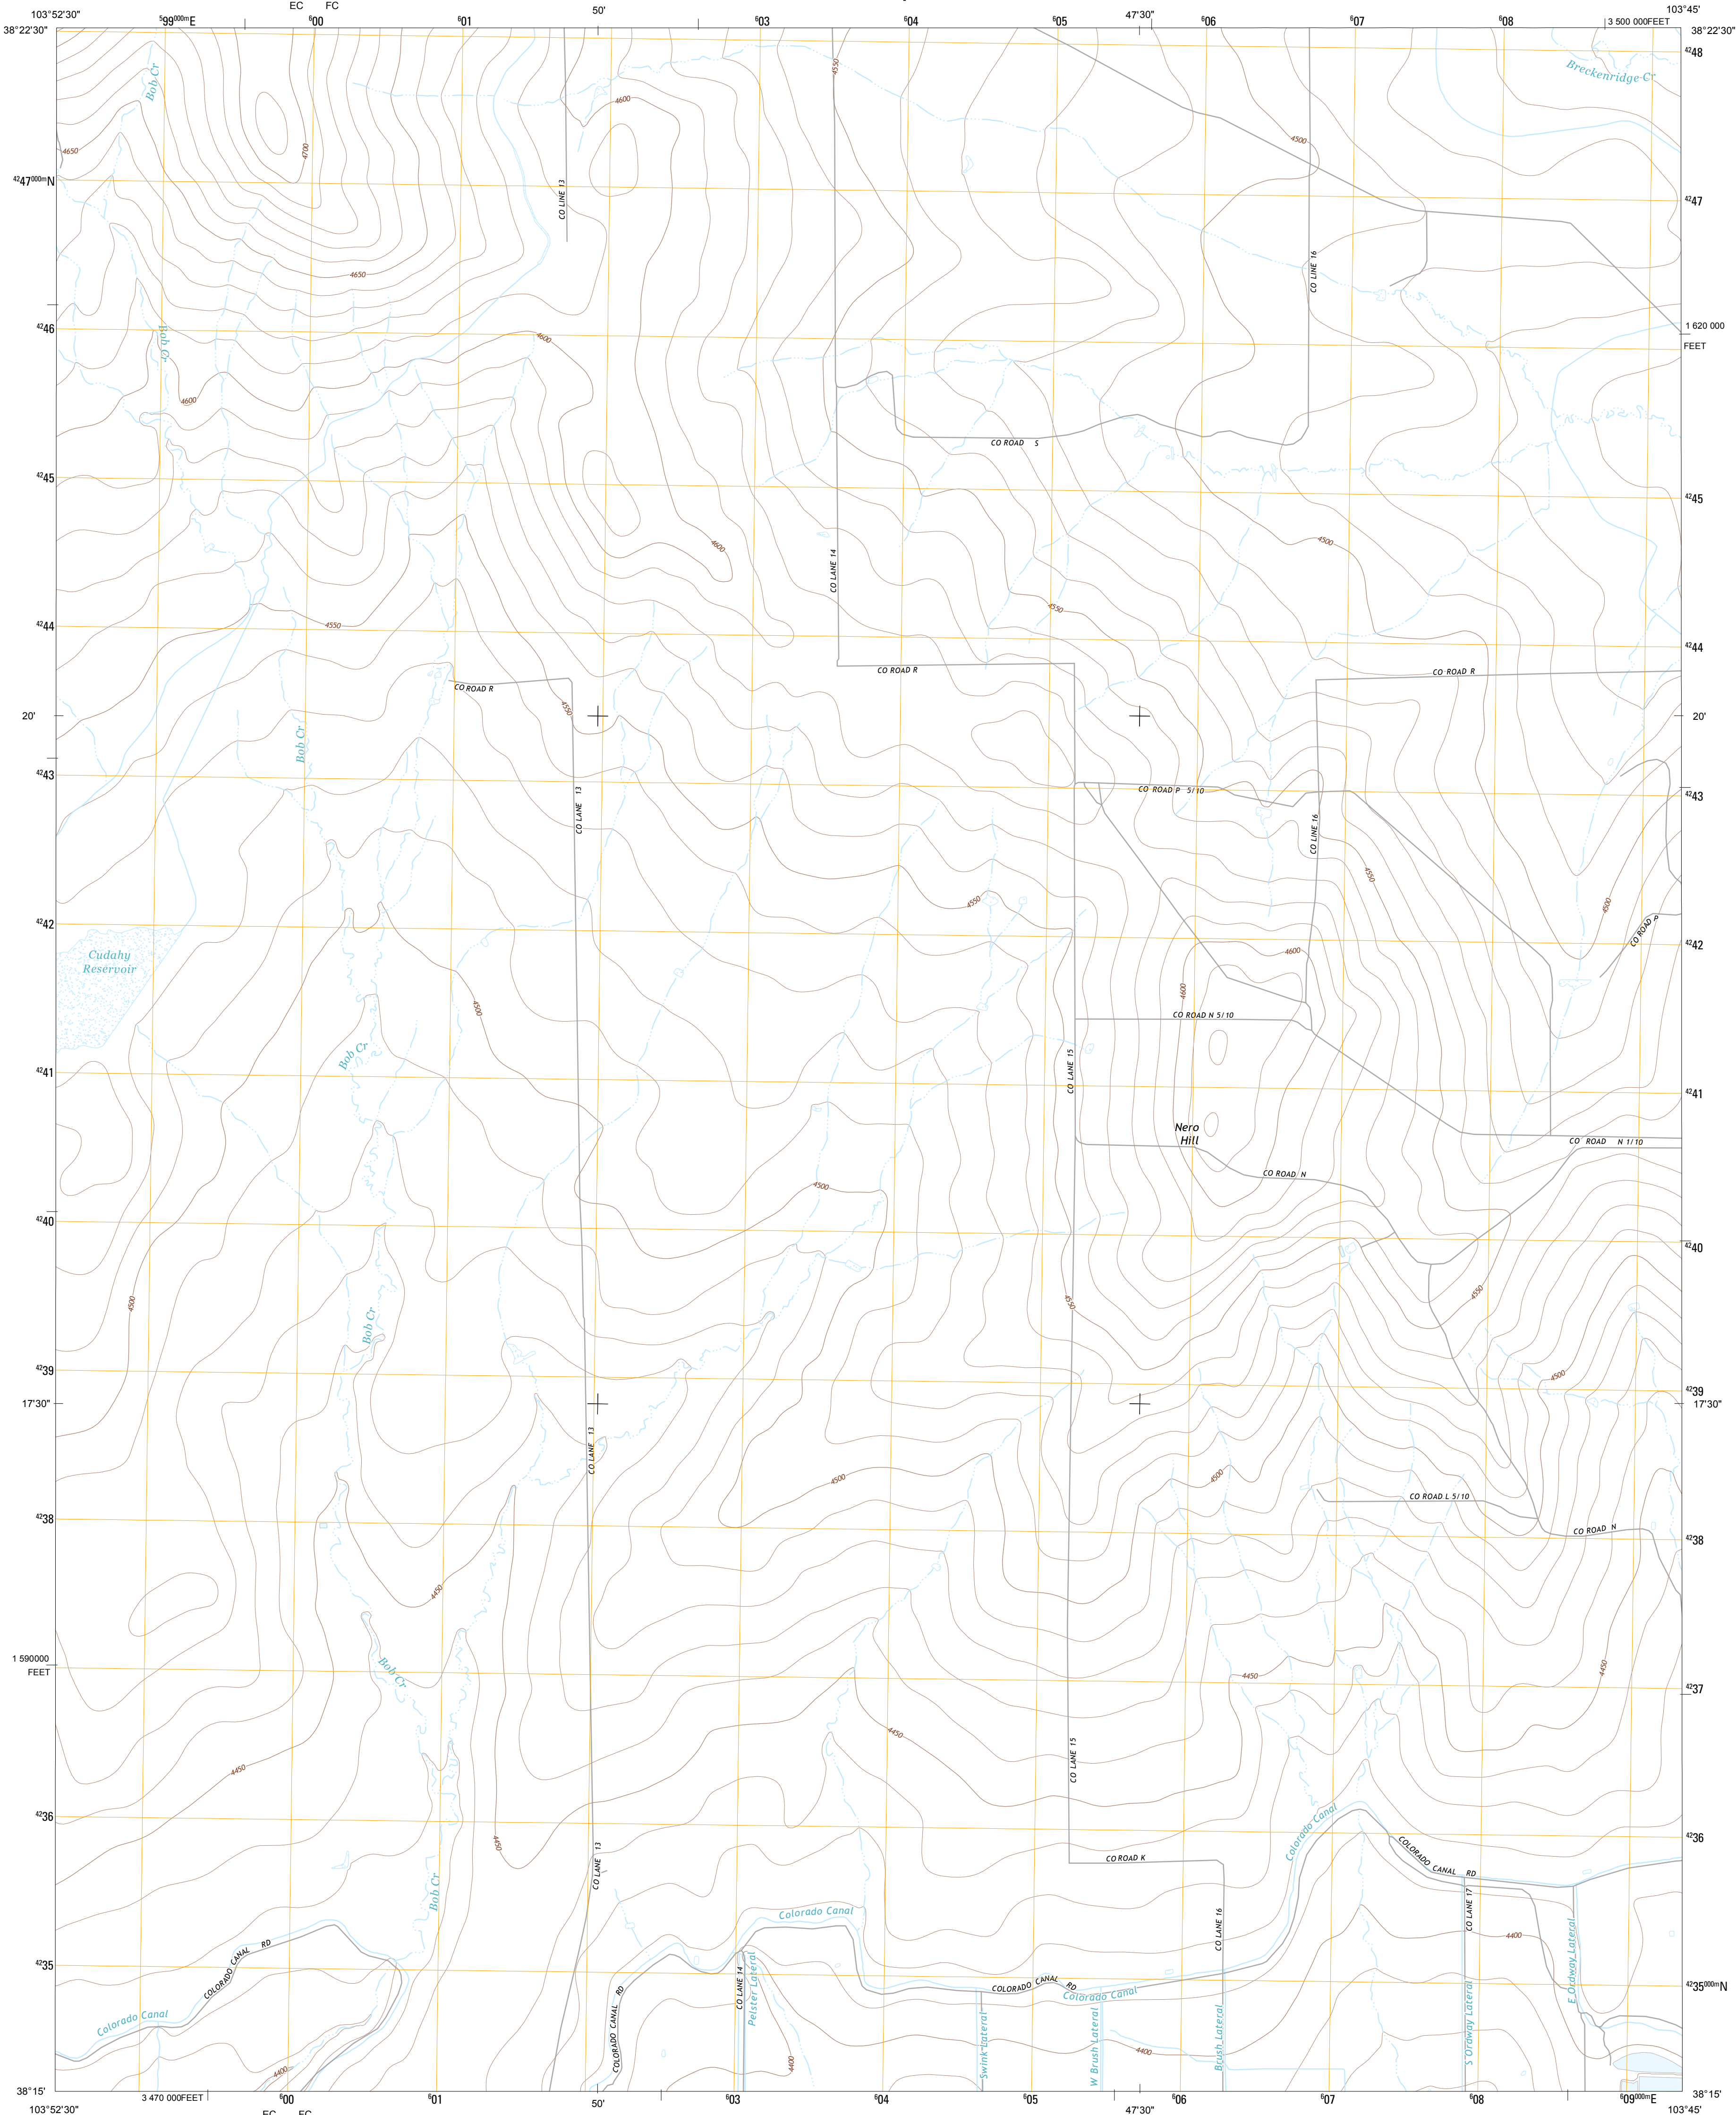 EC FC
103°52'30"
⁵99⁰⁰⁰ᵐE
⁶00
⁶01
50'
⁶03
⁶04
⁶05
47'30"
⁶06
⁶07
⁶08
3 500 000FEET
103°45'
38°22'30"
38°22'30"
Bob Cr
4550
4600
4500
Breckenridge Cr
⁴²48
4650
4700
⁴²47⁰⁰⁰ᵐN
CO LINE 13
⁴²47
4650
CO LINE 16
⁴²46
Bob Cr
4600
1 620 000
FEET
4600
CO ROAD S
⁴²45
⁴²45
4600
CO LANE 14
4500
4550
⁴²44
4550
⁴²44
CO ROAD R
CO ROAD R
CO ROAD R
4550
20'
20'
Bob Cr
⁴²43
CO LANE 13
CO ROAD P 5/10
⁴²43
CO LINE 16
4550
4550
4500
⁴²42
CO ROAD P
⁴²42
Cudahy
Reservoir
4600
4600
4500
CO ROAD N 5/10
Bob Cr
CO LANE 15
⁴²41
⁴²41
Nero
Hill
CO ROAD N 1/10
CO ROAD N
4500
⁴²40
⁴²40
4500
4550
4550
Bob Cr
⁴²39
4500
⁴²39
17'30"
17'30"
CO LANE 13
4500
4500
CO ROAD L 5/10
⁴²38
CO ROAD N
⁴²38
4450
1 590000
FEET
Bob Cr
4450
4450
⁴²37
4450
CO LANE 15
4450
⁴²36
Colorado Canal
⁴²36
4450
CO LANE 13
CO ROAD K
COLORADO CANAL RD
Bob Cr
CO LANE 17
Colorado Canal
CO LANE 16
4400
E Ordway Lateral
COLORADO CANAL RD
⁴²35
CO LANE 14
Pelster Lateral
COLORADO CANAL RD
Colorado Canal
⁴²35⁰⁰⁰ᵐN
Colorado Canal
COLORADO CANAL RD
Swink Lateral
W Brush Lateral
Brush Lateral
S Ordway Lateral
4400
4400
4400
38°15'
38°15'
103°52'30"
3 470 000FEET
⁶00
⁶01
50'
⁶03
⁶04
⁶05
47'30"
⁶06
⁶07
⁶08
⁶09⁰⁰⁰ᵐE
103°45'